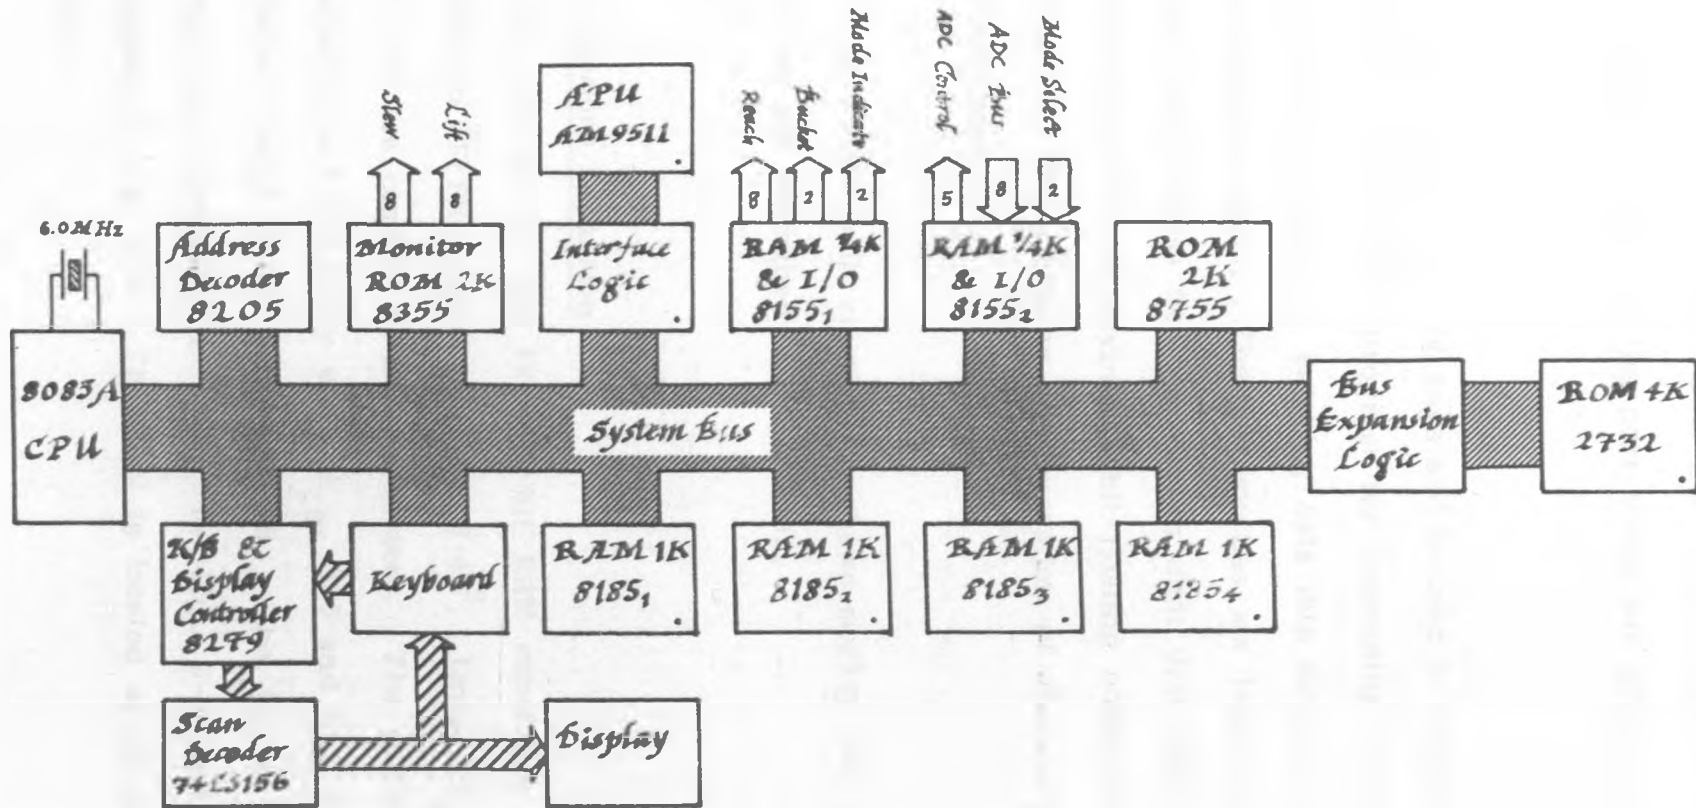 Slew
Lift
Reach
Bucket
Mode Indicate
ADC Control
ADC Bus
Mode Select
APU
AM9511
8
8
8
2
2
5
8
2
6.0MHz
Address
Decoder
8205
Monitor
ROM 2K
8355
Interface
Logic
RAM 1/4K
& I/O
8155₁
RAM 1/4K
& I/O
8155₂
ROM
2K
8755
8085A
CPU
System Bus
Bus
Expansion
Logic
ROM 4K
2732
K/B &
Display
Controller
8279
Keyboard
RAM 1K
8185₁
RAM 1K
8185₂
RAM 1K
8185₃
RAM 1K
8185₄
Scan
Decoder
74LS156
Display